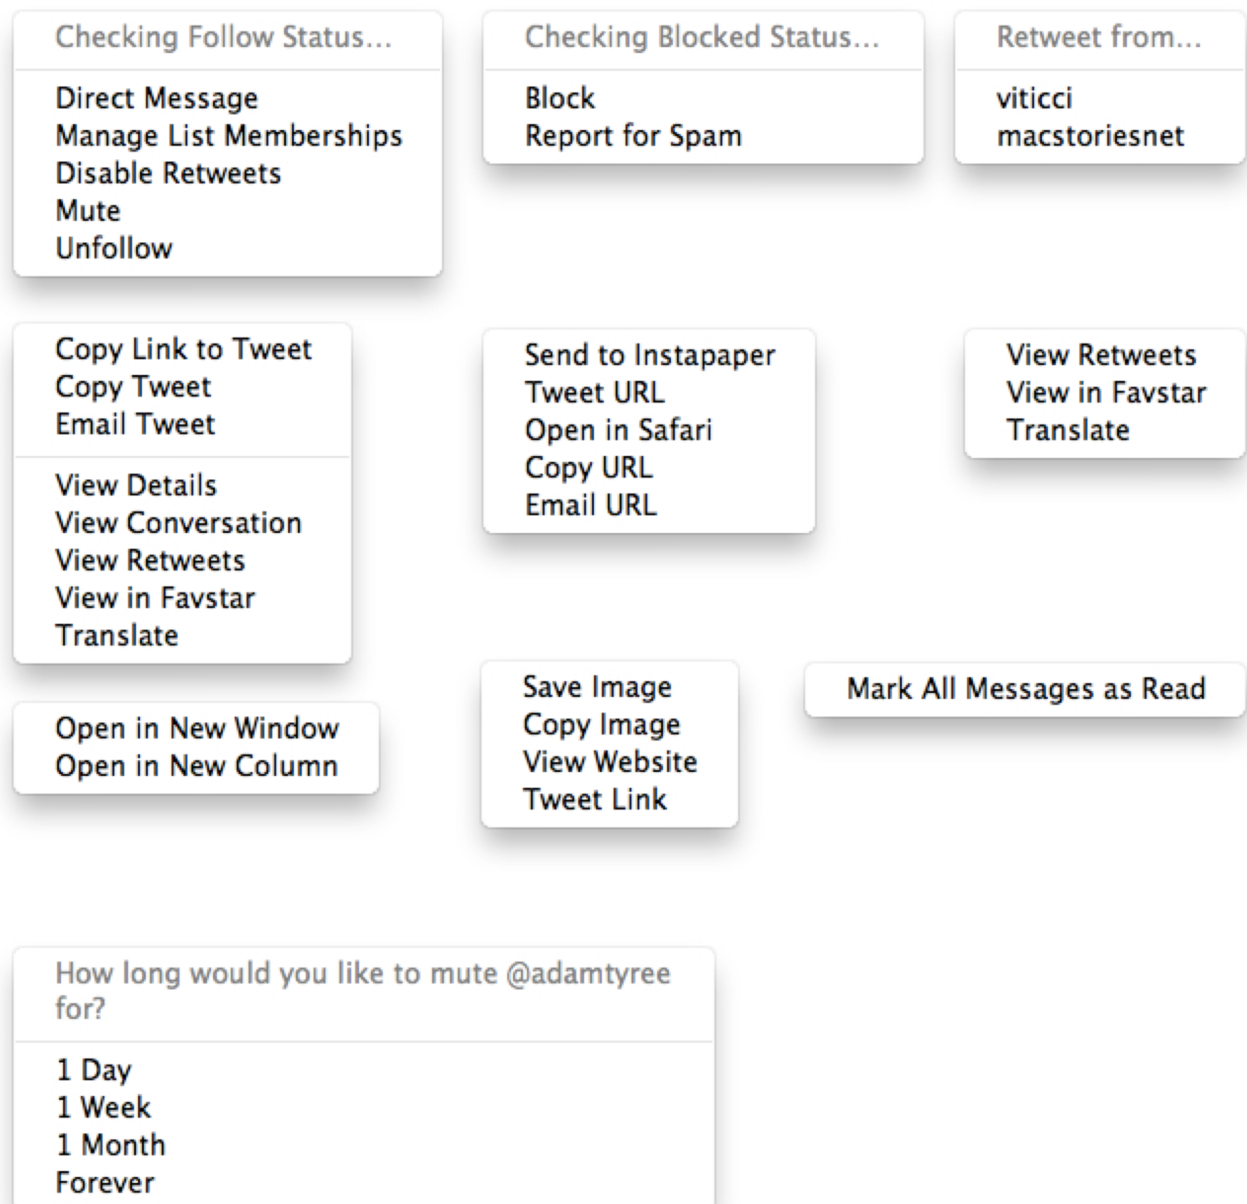 Checking Follow Status...
Direct Message
Manage List Memberships
Disable Retweets
Mute
Unfollow
Checking Blocked Status...
Block
Report for Spam
Retweet from...
viticci
macstoriesnet
Copy Link to Tweet
Copy Tweet
Email Tweet
View Details
View Conversation
View Retweets
View in Favstar
Translate
Send to Instapaper
Tweet URL
Open in Safari
Copy URL
Email URL
View Retweets
View in Favstar
Translate
Open in New Window
Open in New Column
Save Image
Copy Image
View Website
Tweet Link
Mark All Messages as Read
How long would you like to mute @adamtyree
for?
1 Day
1 Week
1 Month
Forever